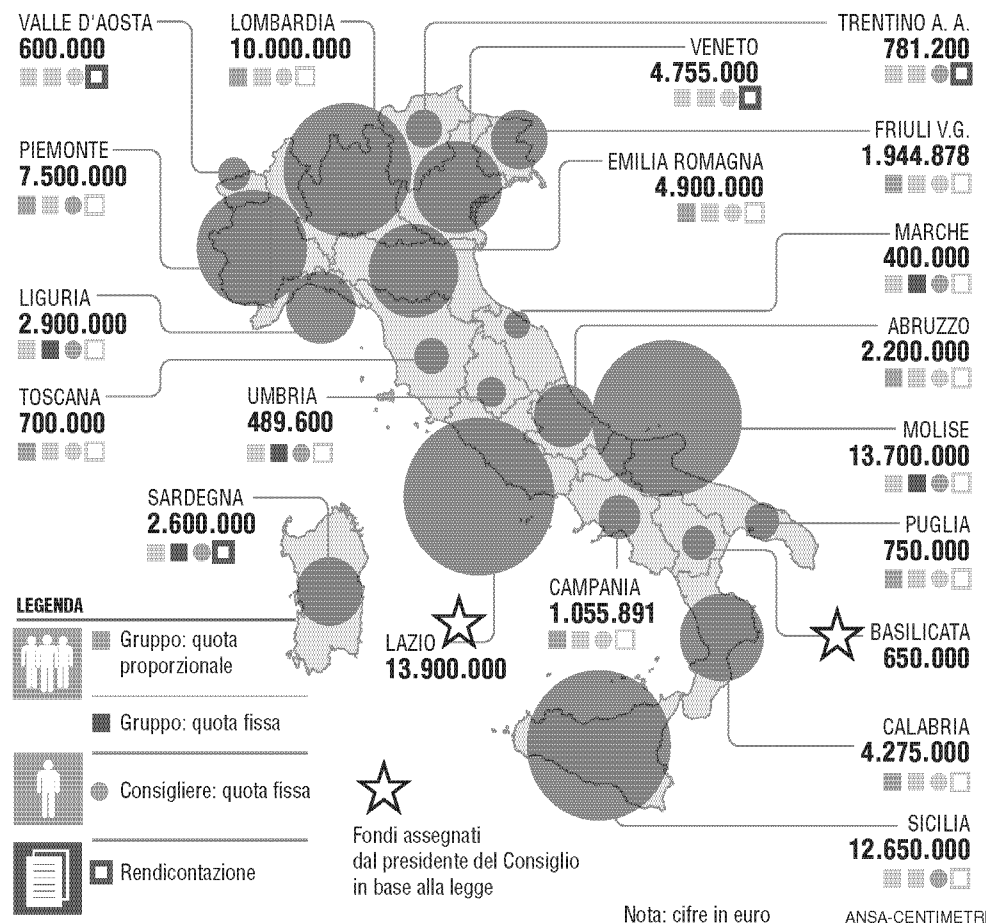 VALLE D'AOSTA
600.000
LOMBARDIA
10.000.000
TRENTINO A. A.
781.200
VENETO
4.755.000
PIEMONTE
7.500.000
FRIULI V.G.
1.944.878
EMILIA ROMAGNA
4.900.000
MARCHE
400.000
LIGURIA
2.900.000
ABRUZZO
2.200.000
TOSCANA
700.000
UMBRIA
489.600
MOLISE
13.700.000
SARDEGNA
2.600.000
PUGLIA
750.000
CAMPANIA
1.055.891
LAZIO
13.900.000
BASILICATA
650.000
CALABRIA
4.275.000
SICILIA
12.650.000
LEGENDA
Gruppo: quota
proporzionale
Gruppo: quota fissa
Consigliere: quota fissa
Rendicontazione
Fondi assegnati
dal presidente del Consiglio
in base alla legge
Nota: cifre in euro
ANSA-CENTIMETRI